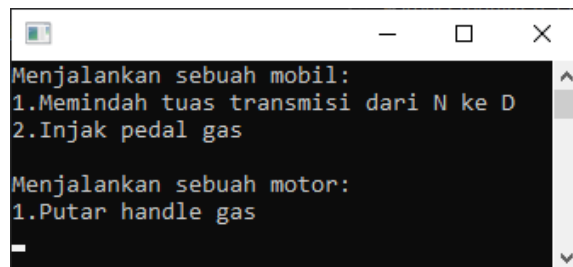 Menjalankan sebuah mobil:
1.Memindah tuas transmisi dari N ke D
2.Injak pedal gas
Menjalankan sebuah motor:
1.Putar handle gas